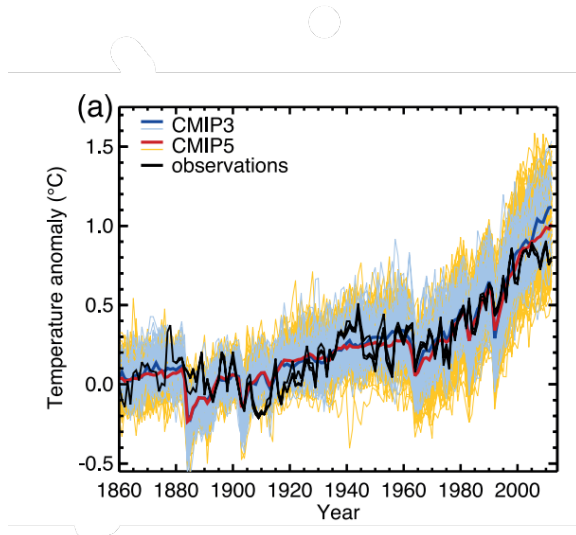 (a)
CMIP3
CMIP5
observations
Temperature anomaly (°C)
1.5
1.0
0.5
0.0
-0.5
1860 1880 1900 1920 1940 1960 1980 2000
Year